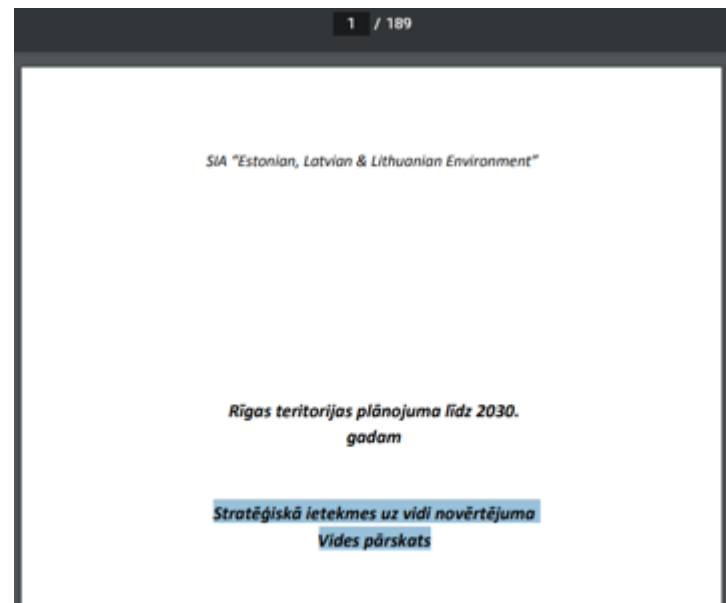 1 / 189
SIA “Estonian, Latvian & Lithuanian Environment”
Rīgas teritorijas plānojuma līdz 2030.
gadam
Stratēģiskā ietekmes uz vidi novērtējuma
Vides pārskats